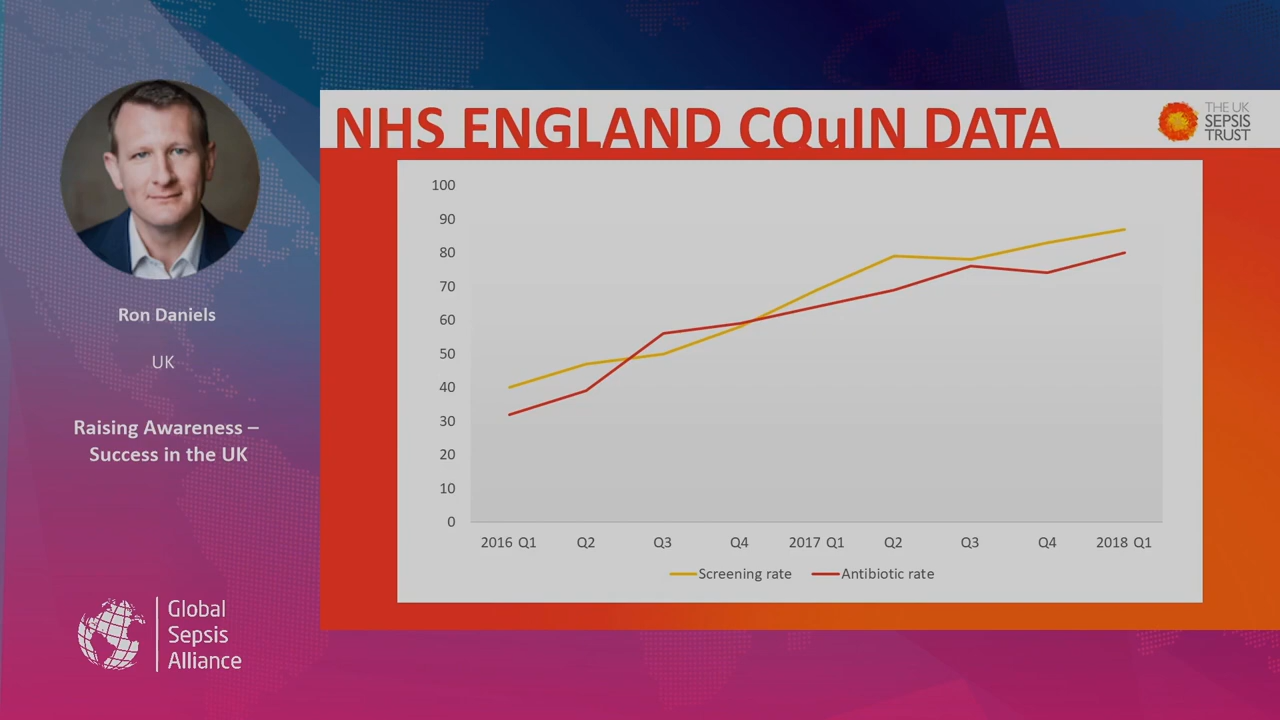 Ron Daniels
UK
Raising Awareness –
Success in the UK
Global
Sepsis
Alliance
NHS ENGLAND CQuIN DATA
THE UK
SEPSIS
TRUST
100
90
80
70
60
50
40
30
20
10
0
2016 Q1 Q2 Q3 Q4 2017 Q1 Q2 Q3 Q4 2018 Q1
Screening rate Antibiotic rate